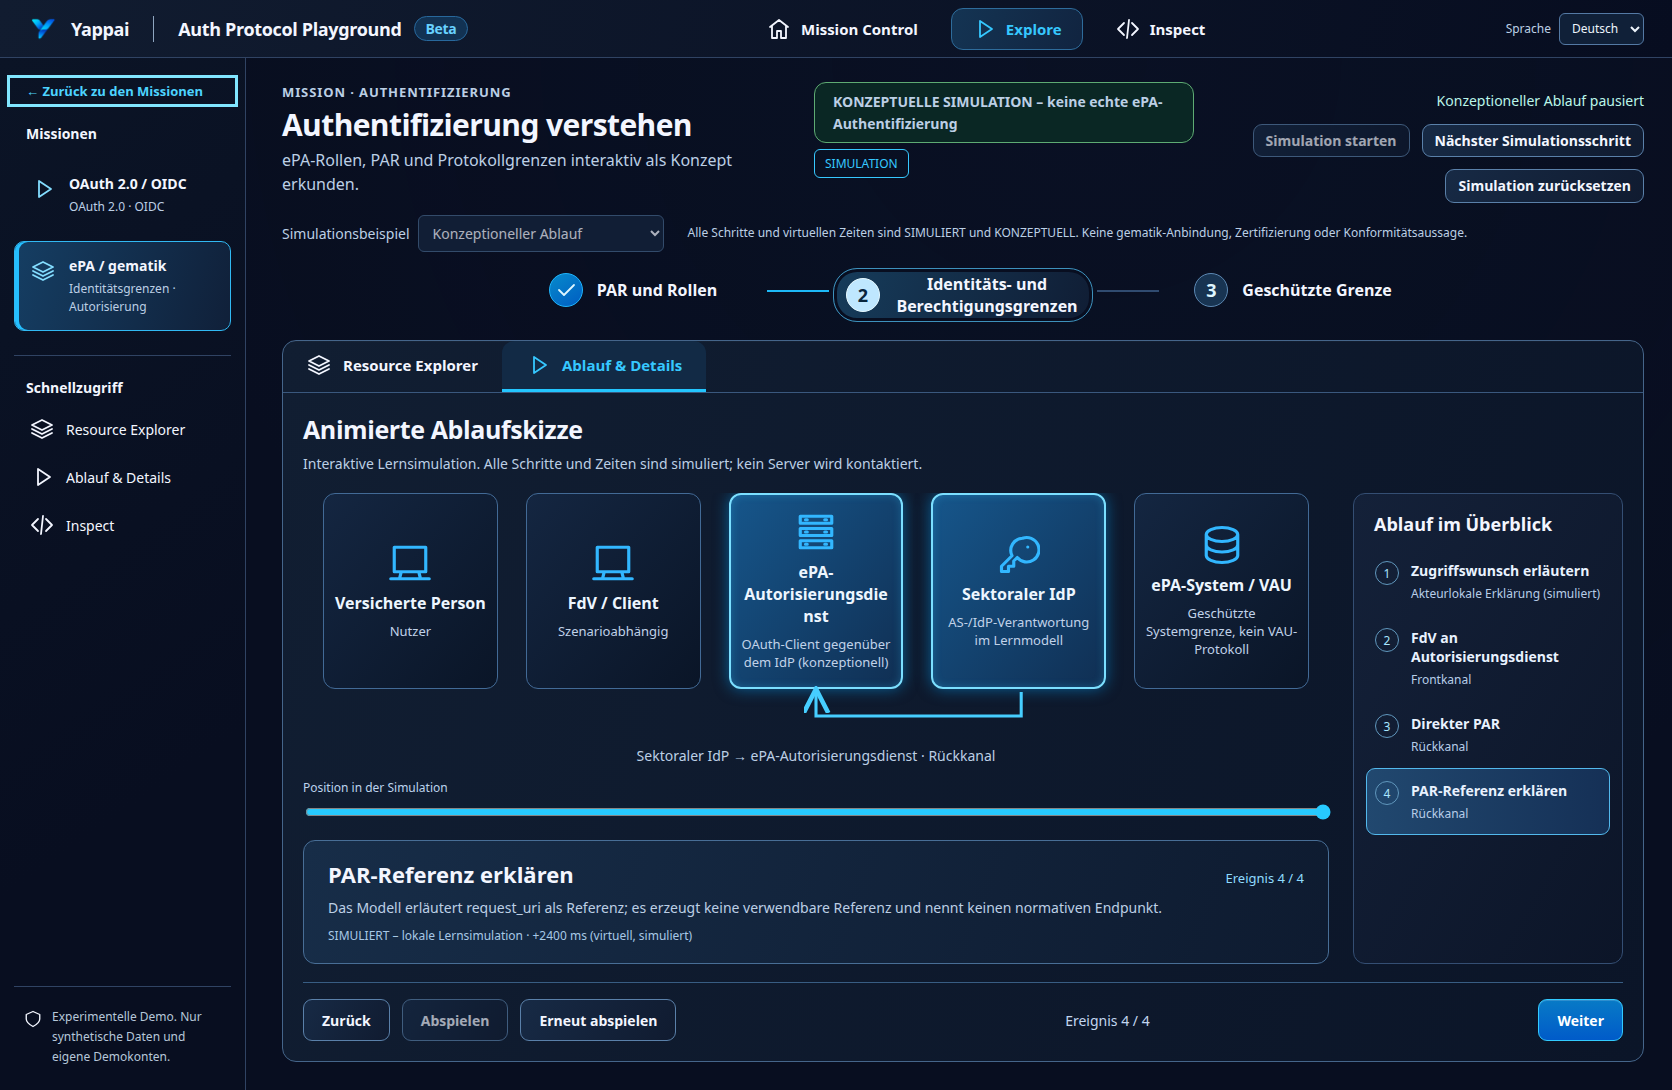 Yappai
Auth Protocol Playground
Beta
Mission Control
Explore
Inspect
Sprache
Deutsch
← Zurück zu den Missionen
Missionen
OAuth 2.0 / OIDC
OAuth 2.0 · OIDC
ePA / gematik
Identitätsgrenzen ·
Autorisierung
Schnellzugriff
Resource Explorer
Ablauf & Details
Inspect
Experimentelle Demo. Nur
synthetische Daten und
eigene Demokonten.
MISSION · AUTHENTIFIZIERUNG
Authentifizierung verstehen
ePA-Rollen, PAR und Protokollgrenzen interaktiv als Konzept
erkunden.
KONZEPTUELLE SIMULATION – keine echte ePA-
Authentifizierung
SIMULATION
Konzeptioneller Ablauf pausiert
Simulation starten
Nächster Simulationsschritt
Simulation zurücksetzen
Simulationsbeispiel
Konzeptioneller Ablauf
Alle Schritte und virtuellen Zeiten sind SIMULIERT und KONZEPTUELL. Keine gematik-Anbindung, Zertifizierung oder Konformitätsaussage.
PAR und Rollen
2
Identitäts- und
Berechtigungsgrenzen
3
Geschützte Grenze
Resource Explorer
Ablauf & Details
Animierte Ablaufskizze
Interaktive Lernsimulation. Alle Schritte und Zeiten sind simuliert; kein Server wird kontaktiert.
Versicherte Person
Nutzer
FdV / Client
Szenarioabhängig
ePA-
Autorisierungsdie
nst
OAuth-Client gegenüber
dem IdP (konzeptionell)
Sektoraler IdP
AS-/IdP-Verantwortung
im Lernmodell
ePA-System / VAU
Geschützte
Systemgrenze, kein VAU-
Protokoll
Sektoraler IdP → ePA-Autorisierungsdienst · Rückkanal
Position in der Simulation
PAR-Referenz erklären
Ereignis 4 / 4
Das Modell erläutert request_uri als Referenz; es erzeugt keine verwendbare Referenz und nennt keinen normativen Endpunkt.
SIMULIERT – lokale Lernsimulation · +2400 ms (virtuell, simuliert)
Ablauf im Überblick
1
Zugriffswunsch erläutern
Akteurlokale Erklärung (simuliert)
2
FdV an
Autorisierungsdienst
Frontkanal
3
Direkter PAR
Rückkanal
4
PAR-Referenz erklären
Rückkanal
Zurück
Abspielen
Erneut abspielen
Ereignis 4 / 4
Weiter